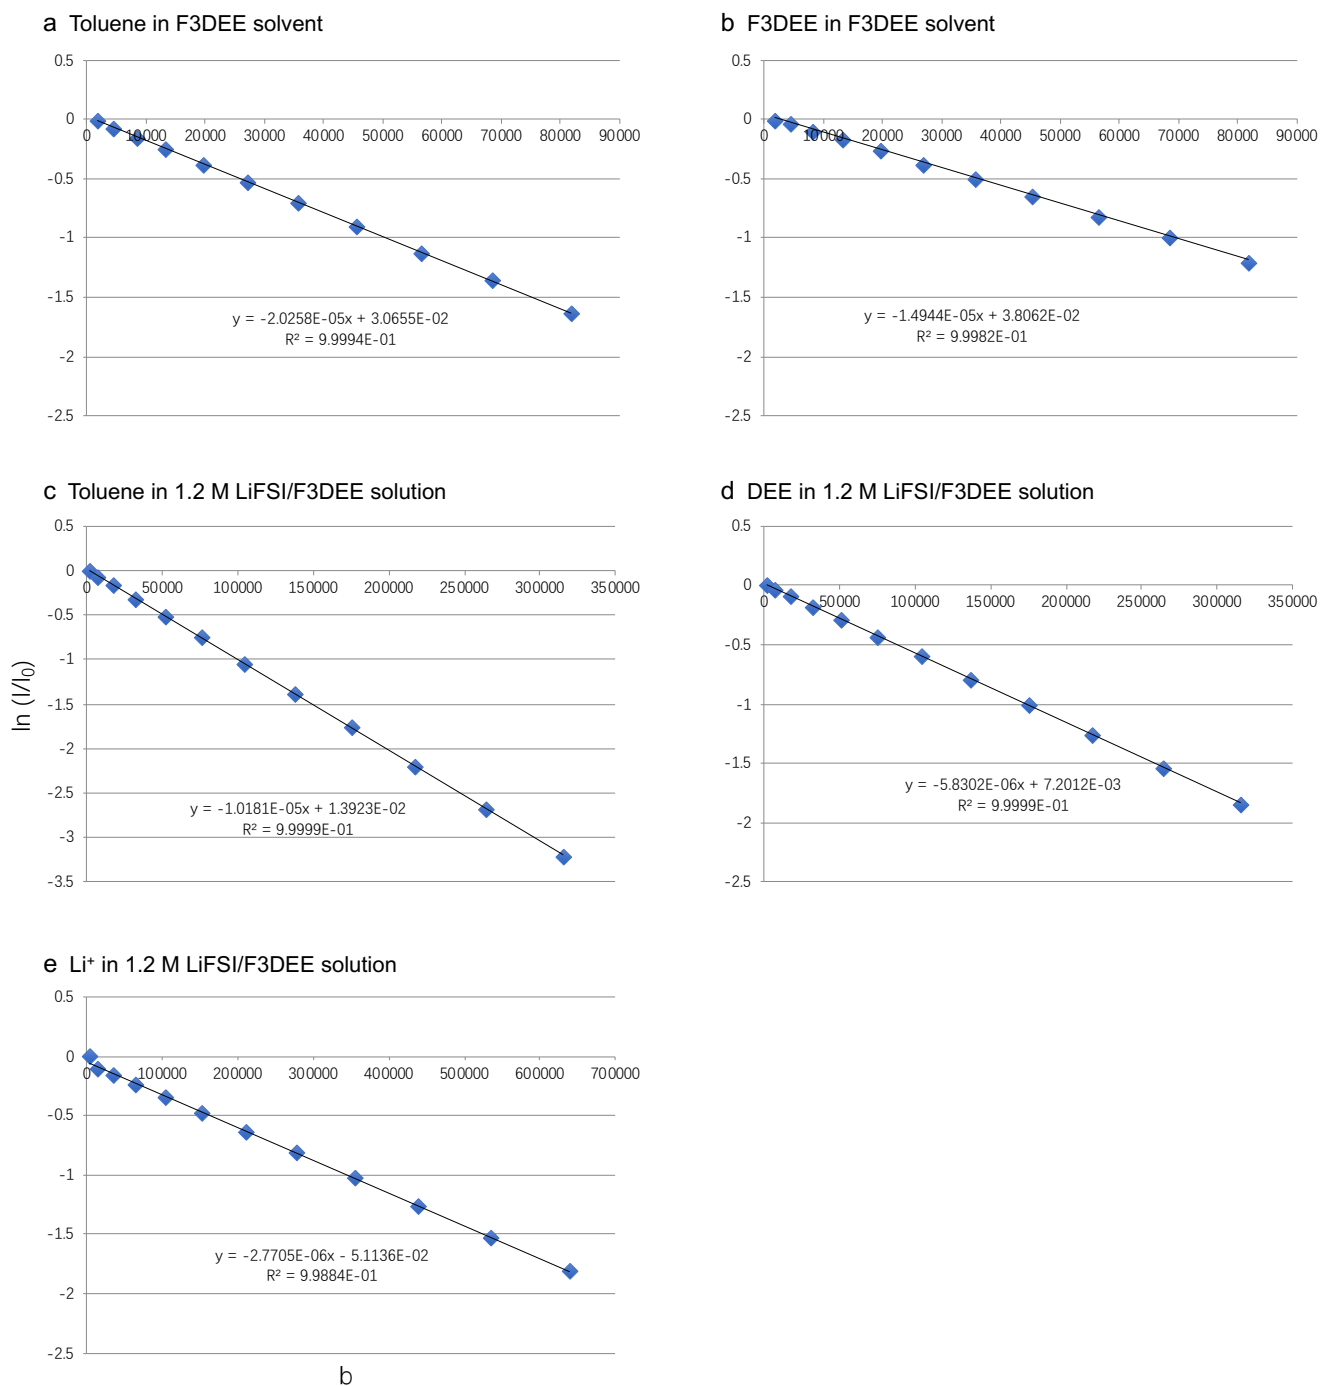 a Toluene in F3DEE solvent
0.5
0
-0.5
-1
-1.5
-2
-2.5
0 10000 20000 30000 40000 50000 60000 70000 80000 90000
y = -2.0258E-05x + 3.0655E-02
R² = 9.9994E-01
b F3DEE in F3DEE solvent
0.5
0
-0.5
-1
-1.5
-2
-2.5
0 10000 20000 30000 40000 50000 60000 70000 80000 90000
y = -1.4944E-05x + 3.8062E-02
R² = 9.9982E-01
c Toluene in 1.2 M LiFSI/F3DEE solution
0.5
0
-0.5
-1
-1.5
-2
-2.5
-3
-3.5
0 50000 100000 150000 200000 250000 300000 350000
y = -1.0181E-05x + 1.3923E-02
R² = 9.9999E-01
ln (I/I₀)
d DEE in 1.2 M LiFSI/F3DEE solution
0.5
0
-0.5
-1
-1.5
-2
-2.5
0 50000 100000 150000 200000 250000 300000 350000
y = -5.8302E-06x + 7.2012E-03
R² = 9.9999E-01
e Li⁺ in 1.2 M LiFSI/F3DEE solution
0.5
0
-0.5
-1
-1.5
-2
-2.5
0 100000 200000 300000 400000 500000 600000 700000
y = -2.7705E-06x - 5.1136E-02
R² = 9.9884E-01
b